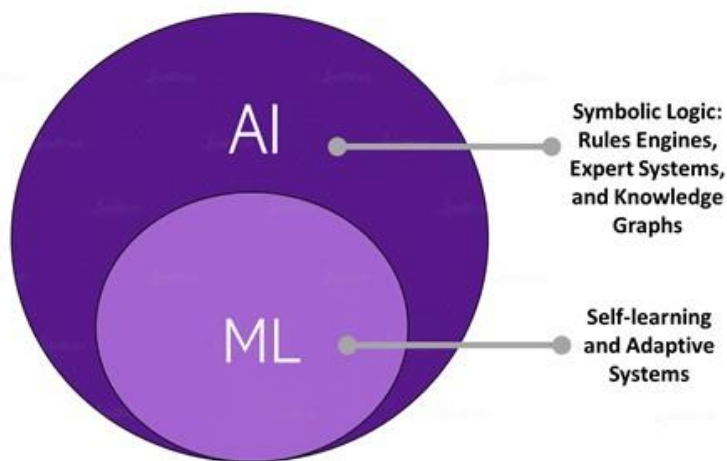 AI
Symbolic Logic:
Rules Engines,
Expert Systems,
and Knowledge
Graphs
ML
Self-learning
and Adaptive
Systems